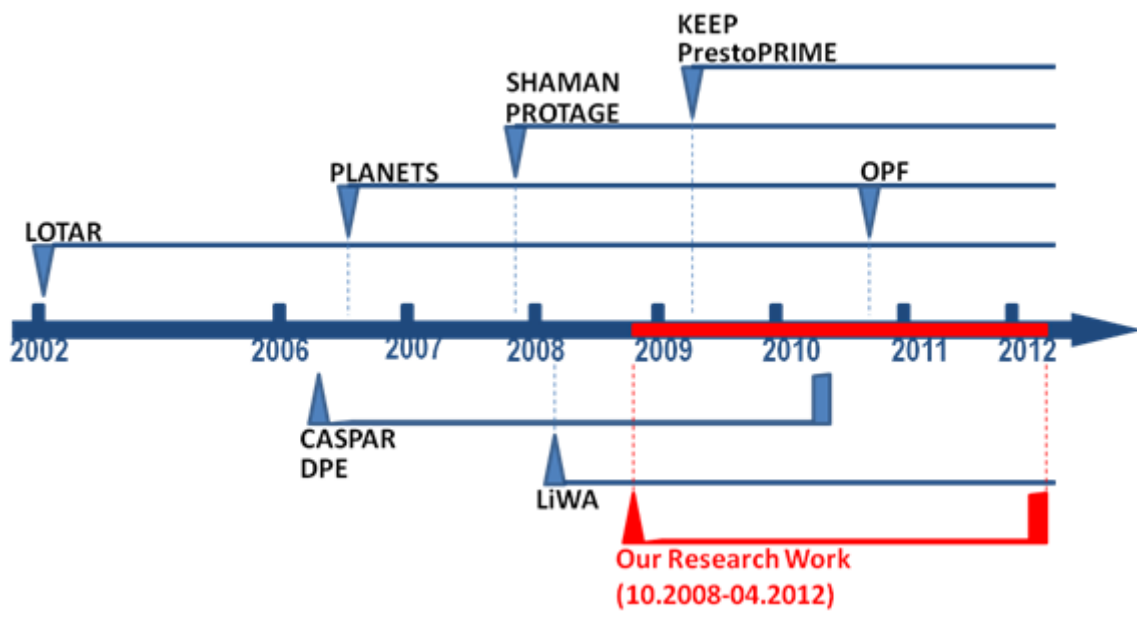 KEEP
PrestoPRIME
SHAMAN
PROTAGE
PLANETS
OPF
LOTAR
2002 2006 2007 2008 2009 2010 2011 2012
CASPAR
DPE
LiWA
Our Research Work
(10.2008-04.2012)